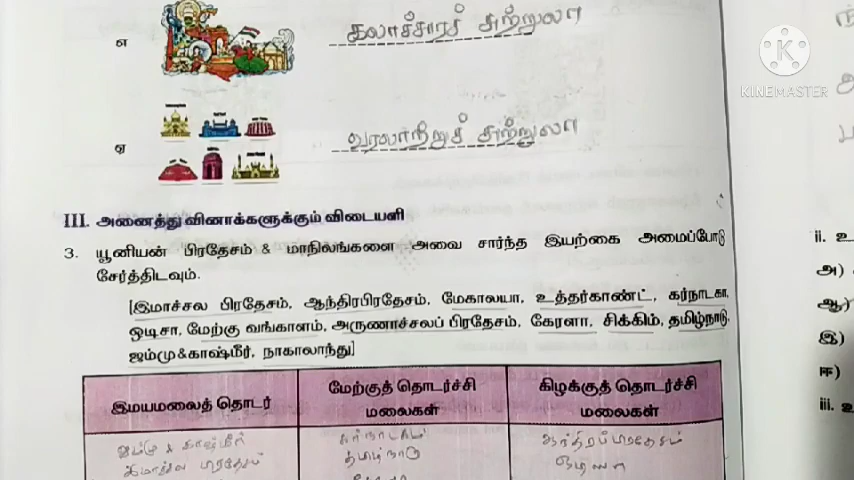 எ
கலாச்சாரச் சுற்றுலா
KINEMASTER
ஏ
வரலாற்றுச் சுற்றுலா
III. அனைத்து வினாக்களுக்கும் விடையளி
3. யூனியன் பிரதேசம் & மாநிலங்களை அவை சார்ந்த இயற்கை அமைப்போடு
சேர்த்திடவும்.
[இமாச்சல பிரதேசம், ஆந்திரபிரதேசம், மேகாலயா, உத்தர்காண்ட், கர்நாடகா,
ஒடிசா, மேற்கு வங்காளம், அருணாச்சலப் பிரதேசம், கேரளா, சிக்கிம், தமிழ்நாடு,
ஜம்மு&காஷ்மீர், நாகாலாந்து]
இமயமலைத் தொடர்
மேற்குத் தொடர்ச்சி
மலைகள்
கிழக்குத் தொடர்ச்சி
மலைகள்
ஜம்மு & காஷ்மீர்
இமாச்சல பிரதேசம்
தமிழ்நாடு
ஆந்திரப்பிரதேசம்
ii. உ
அ)
ஆ)
இ)
ஈ)
iii. உ